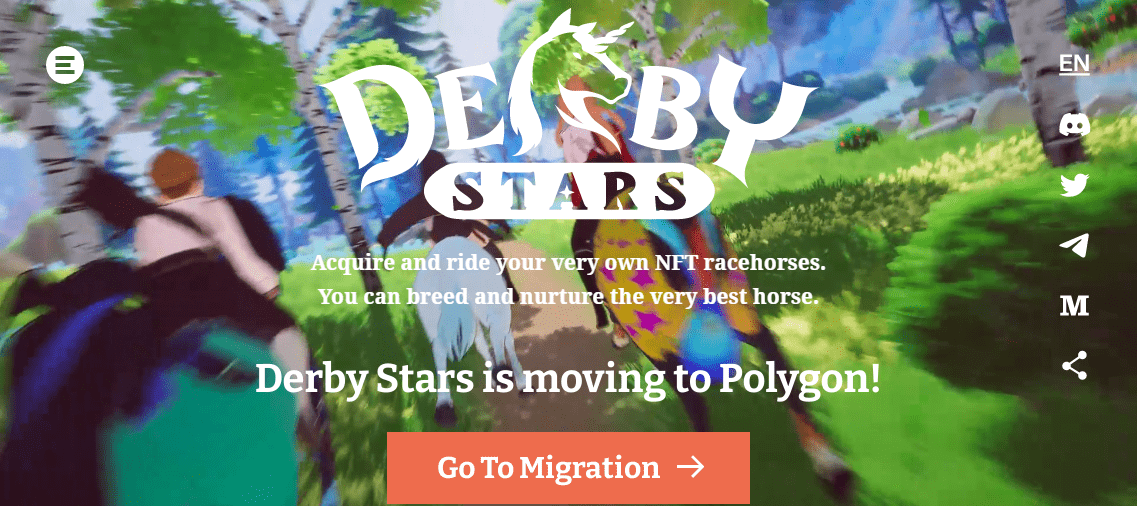 DERBY
STARS
EN
Acquire and ride your very own NFT racehorses.
You can breed and nurture the very best horse.
Derby Stars is moving to Polygon!
Go To Migration